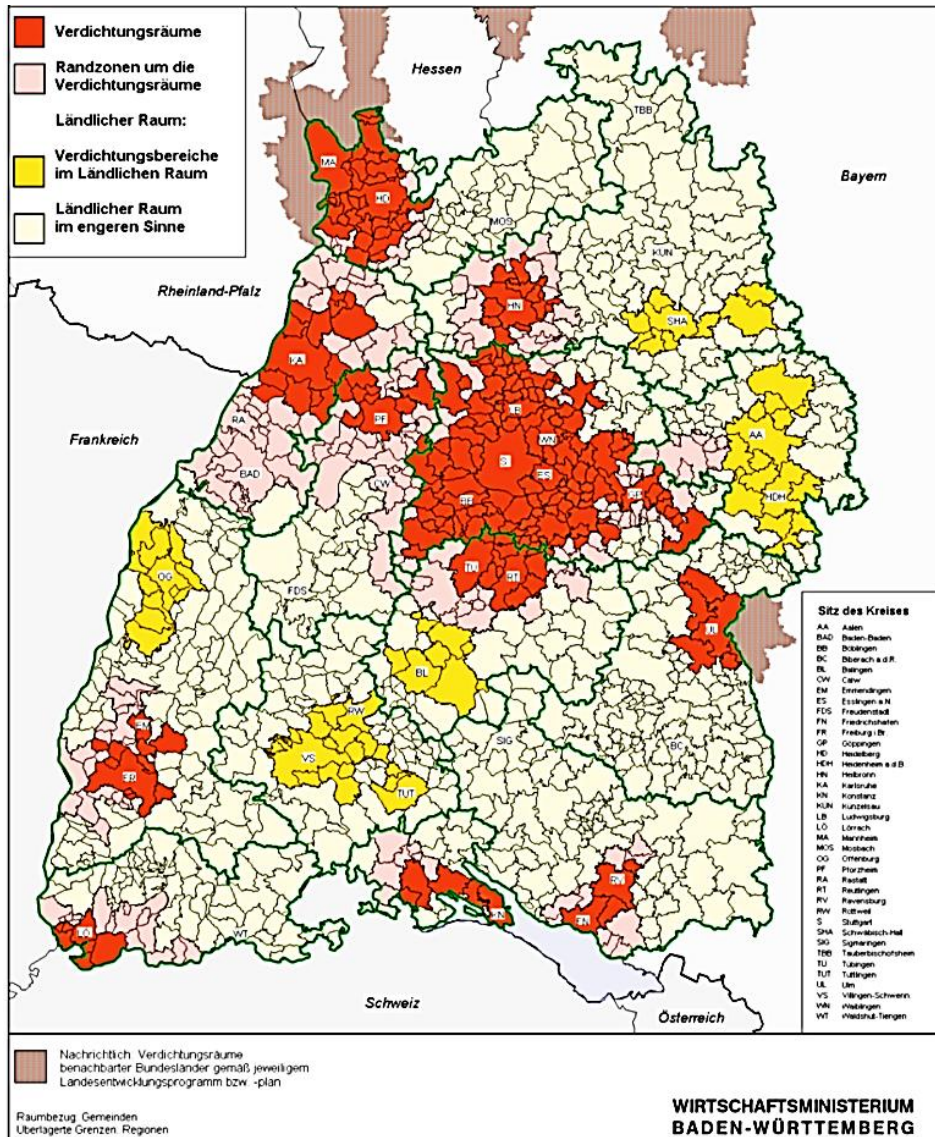 Verdichtungsräume
Randzonen um die
Verdichtungsräume
Ländlicher Raum:
Verdichtungsbereiche
im Ländlichen Raum
Ländlicher Raum
im engeren Sinne
Hessen
Bayern
Rheinland-Pfalz
Frankreich
Schweiz
Österreich
TBB
MA
HD
MOS
KUN
HN
SHA
KA
PF
LB
WN
RA
AA
BAD
S
CW
ES
GP
HDH
BB
TÜ
RT
OG
FDS
UL
BL
EM
RW
SIG
BC
FR
VS
TUT
RV
KN
FN
LÖ
WT
Sitz des Kreises
AA Aalen
BAD Baden-Baden
BB Böblingen
BC Biberach a.d.R.
BL Balingen
CW Calw
EM Emmendingen
ES Esslingen a.N.
FDS Freudenstadt
FN Friedrichshafen
FR Freiburg i.Br.
GP Göppingen
HD Heidelberg
HDH Heidenheim a.d.B
HN Heilbronn
KA Karlsruhe
KN Konstanz
KUN Künzelsau
LB Ludwigsburg
LÖ Lörrach
MA Mannheim
MOS Mosbach
OG Offenburg
PF Pforzheim
RA Rastatt
RT Reutlingen
RV Ravensburg
RW Rottweil
S Stuttgart
SHA Schwäbisch-Hall
SIG Sigmaringen
TBB Tauberbischofsheim
TÜ Tübingen
TUT Tuttlingen
UL Ulm
VS Villingen-Schwenn
WN Waiblingen
WT Waldshut-Tiengen
Nachrichtlich: Verdichtungsräume
benachbarter Bundesländer gemäß jeweiligem
Landesentwicklungsprogramm bzw. -plan
Raumbezug: Gemeinden
Überlagerte Grenzen: Regionen
WIRTSCHAFTSMINISTERIUM
BADEN-WÜRTTEMBERG